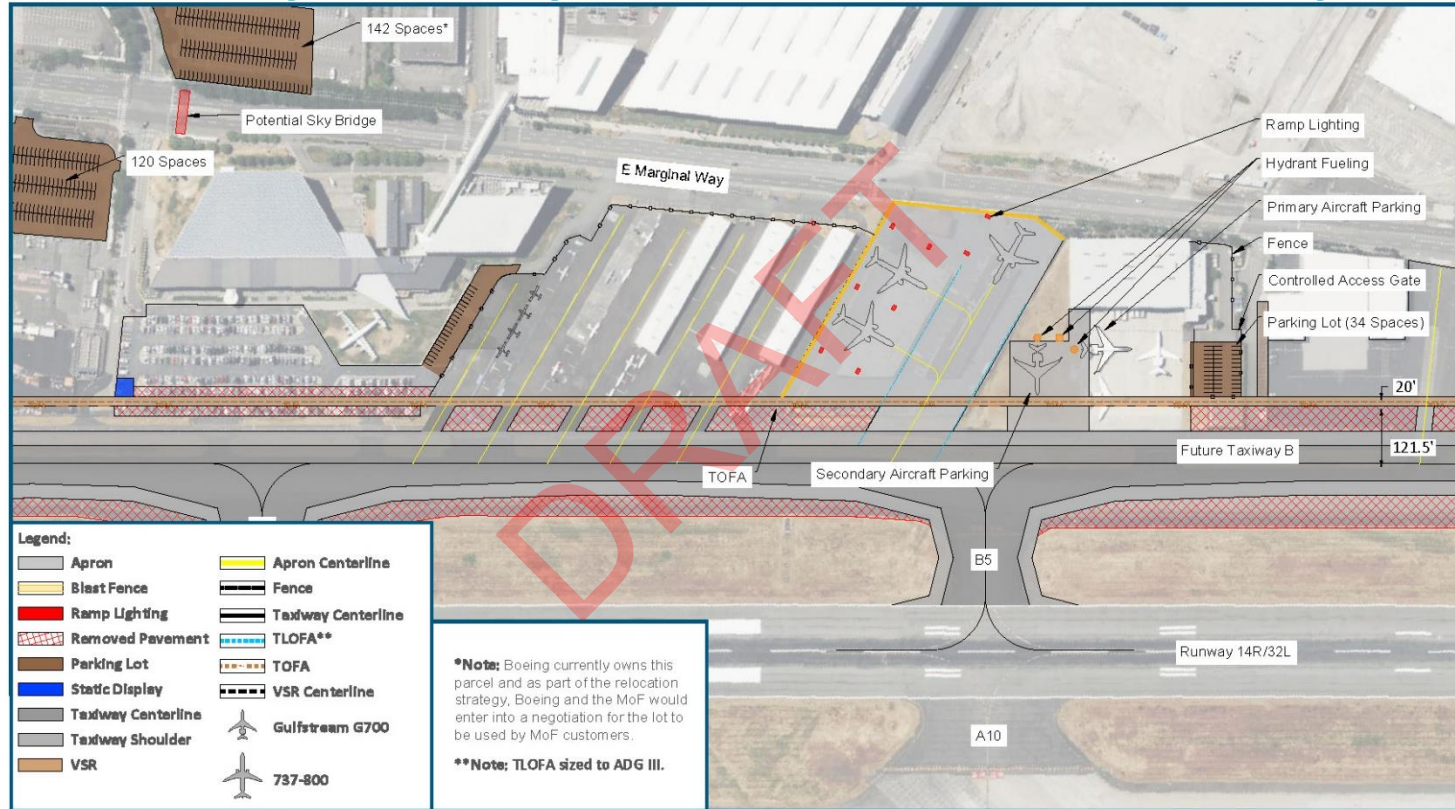 142 Spaces*
Potential Sky Bridge
120 Spaces
E Marginal Way
Ramp Lighting
Hydrant Fueling
Primary Aircraft Parking
Fence
Controlled Access Gate
Parking Lot (34 Spaces)
20'
121.5'
Future Taxiway B
TOFA
Secondary Aircraft Parking
DRAFT
B5
Runway 14R/32L
A10
Legend:
Apron
Blast Fence
Ramp Lighting
Removed Pavement
Parking Lot
Static Display
Taxiway Centerline
Taxiway Shoulder
VSR
Apron Centerline
Fence
Taxiway Centerline
TLOFA**
TOFA
VSR Centerline
Gulfstream G700
737-800
*Note: Boeing currently owns this
parcel and as part of the relocation
strategy, Boeing and the MoF would
enter into a negotiation for the lot to
be used by MoF customers.
**Note: TLOFA sized to ADG III.